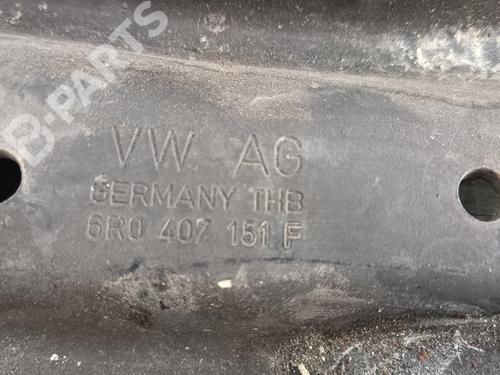 B-PARTS
VW AG
GERMANY THB
6R0 407 151 F